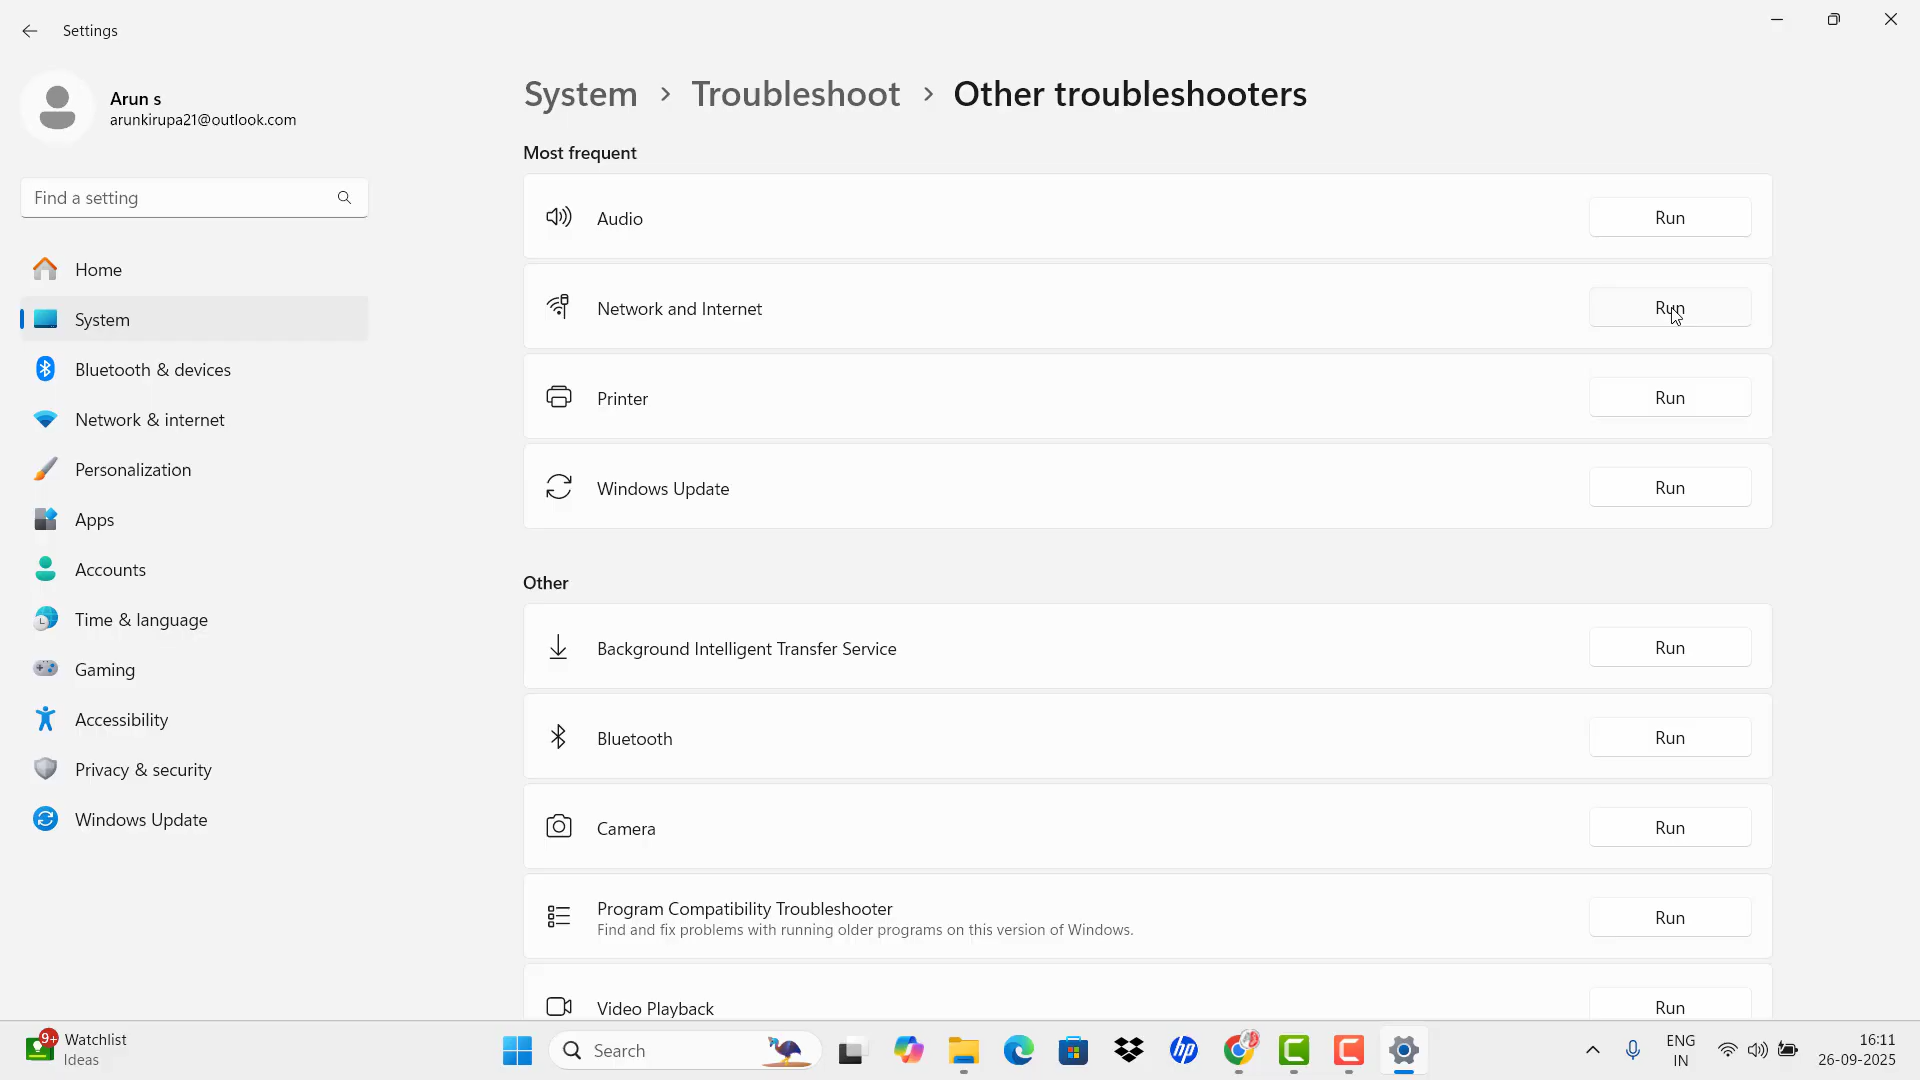 Settings
Arun s
arunkirupa21@outlook.com
Find a setting
Home
System
Bluetooth & devices
Network & internet
Personalization
Apps
Accounts
Time & language
Gaming
Accessibility
Privacy & security
Windows Update
System > Troubleshoot > Other troubleshooters
Most frequent
Audio Run
Network and Internet Run
Printer Run
Windows Update Run
Other
Background Intelligent Transfer Service Run
Bluetooth Run
Camera Run
Program Compatibility Troubleshooter Run
Find and fix problems with running older programs on this version of Windows.
Video Playback Run
9+ Watchlist
Ideas
Search
hp
ENG
IN
16:11
26-09-2025